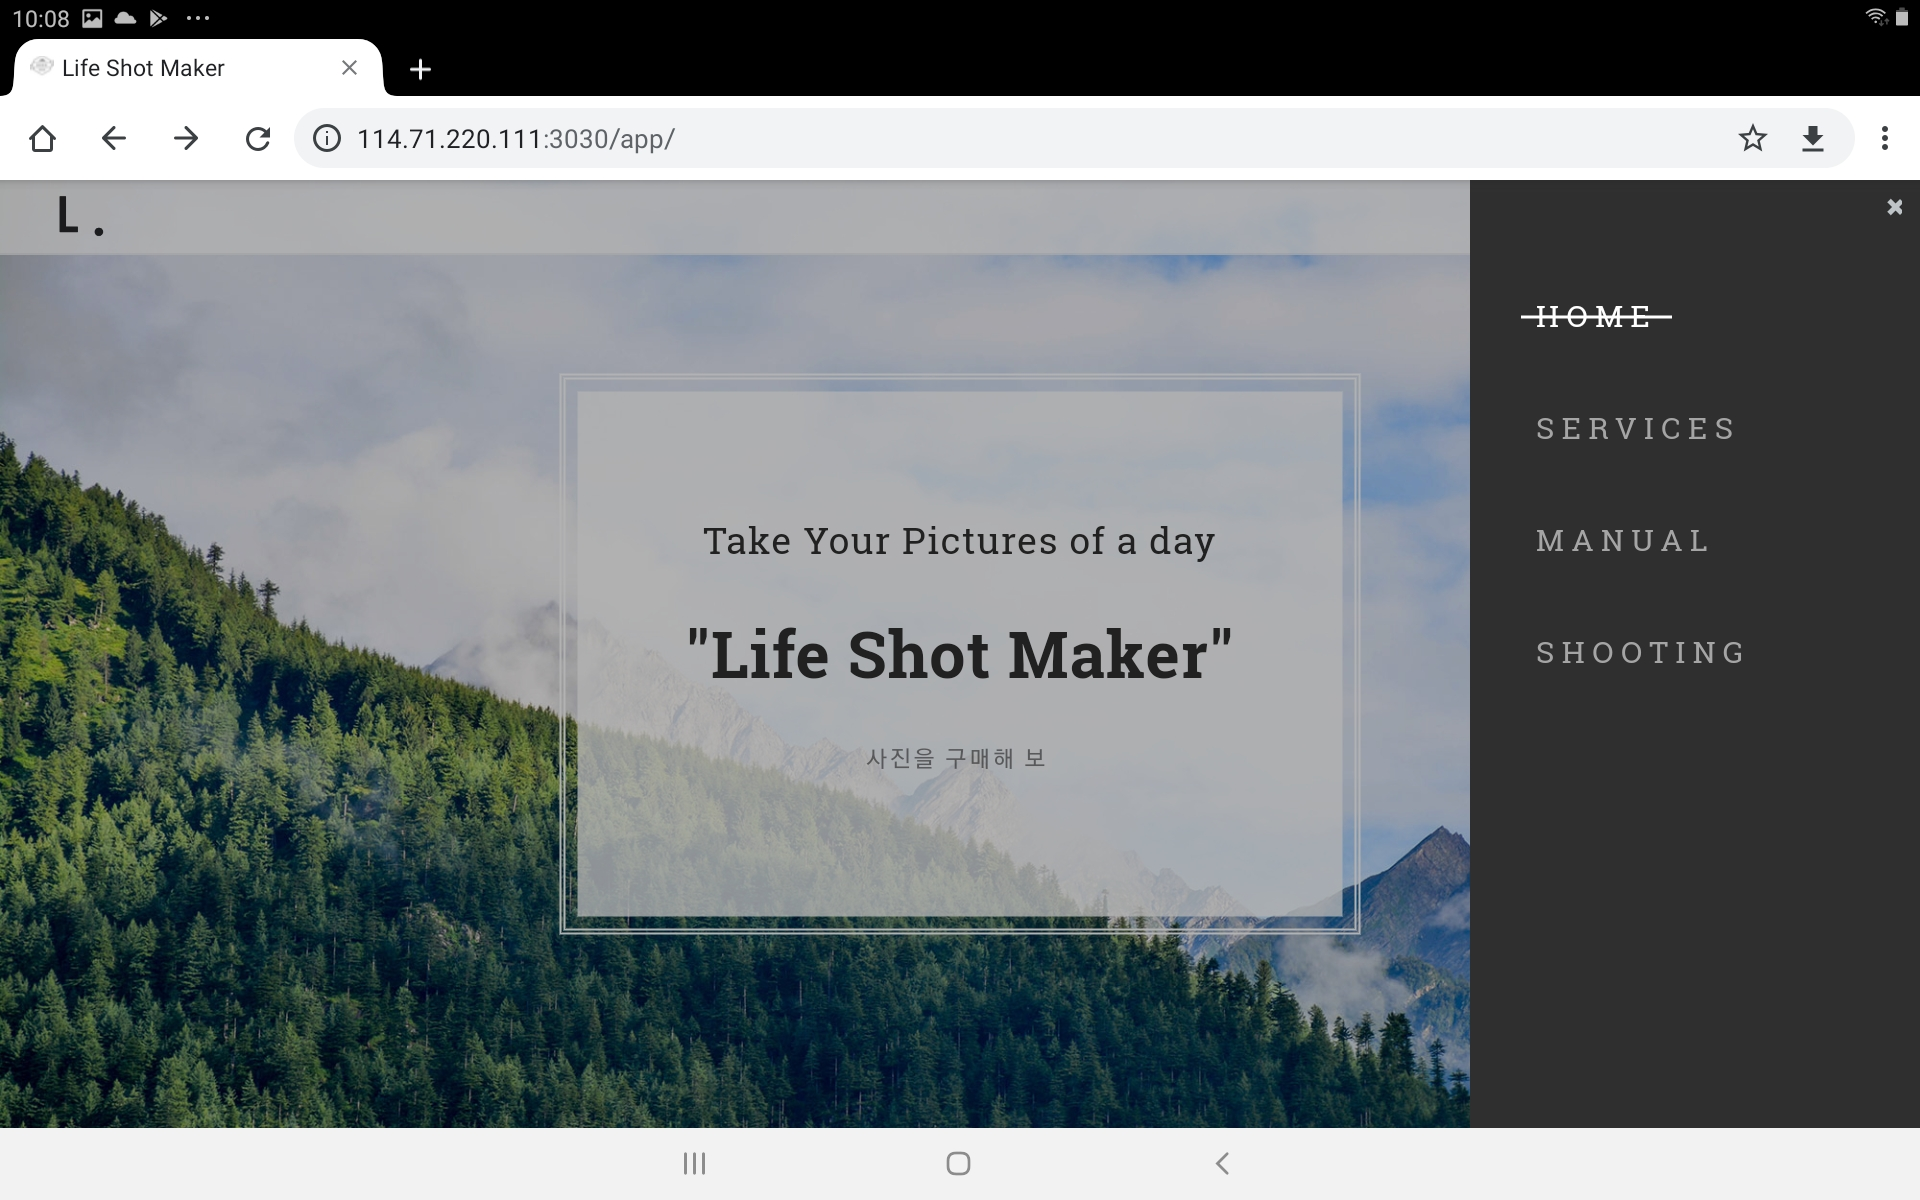 10:08
Life Shot Maker
114.71.220.111:3030/app/
L.
HOME
SERVICES
MANUAL
SHOOTING
Take Your Pictures of a day
"Life Shot Maker"
사진을 구매해 보